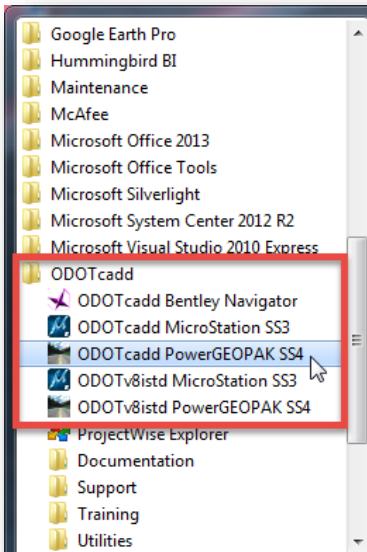 Google Earth Pro
Hummingbird BI
Maintenance
McAfee
Microsoft Office 2013
Microsoft Office Tools
Microsoft Silverlight
Microsoft System Center 2012 R2
Microsoft Visual Studio 2010 Express
ODOTcadd
ODOTcadd Bentley Navigator
ODOTcadd MicroStation SS3
ODOTcadd PowerGEOPAK SS4
ODOTv8istd MicroStation SS3
ODOTv8istd PowerGEOPAK SS4
ProjectWise Explorer
Documentation
Support
Training
Utilities